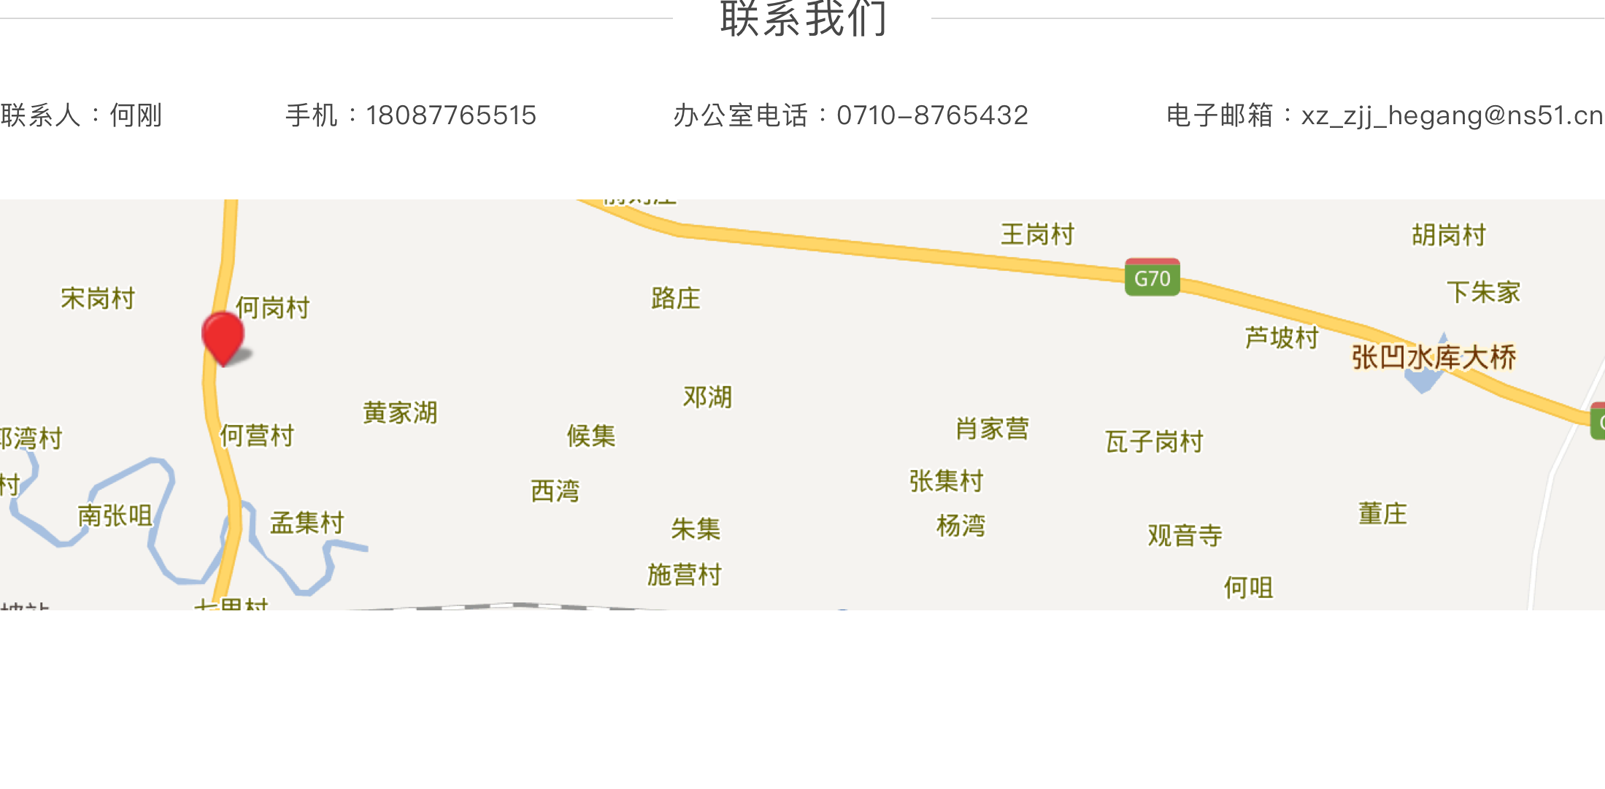 联系我们
联系人：何刚
手机：18087765515
办公室电话：0710-8765432
电子邮箱：xz_zjj_hegang@ns51.cn
王岗村
胡岗村
G70
下朱家
宋岗村
何岗村
路庄
芦坡村
张凹水库大桥
邓湖
黄家湖
肖家营
何营村
候集
瓦子岗村
湾村
张集村
村
西湾
南张咀
董庄
孟集村
朱集
杨湾
观音寺
施营村
何咀
七里村